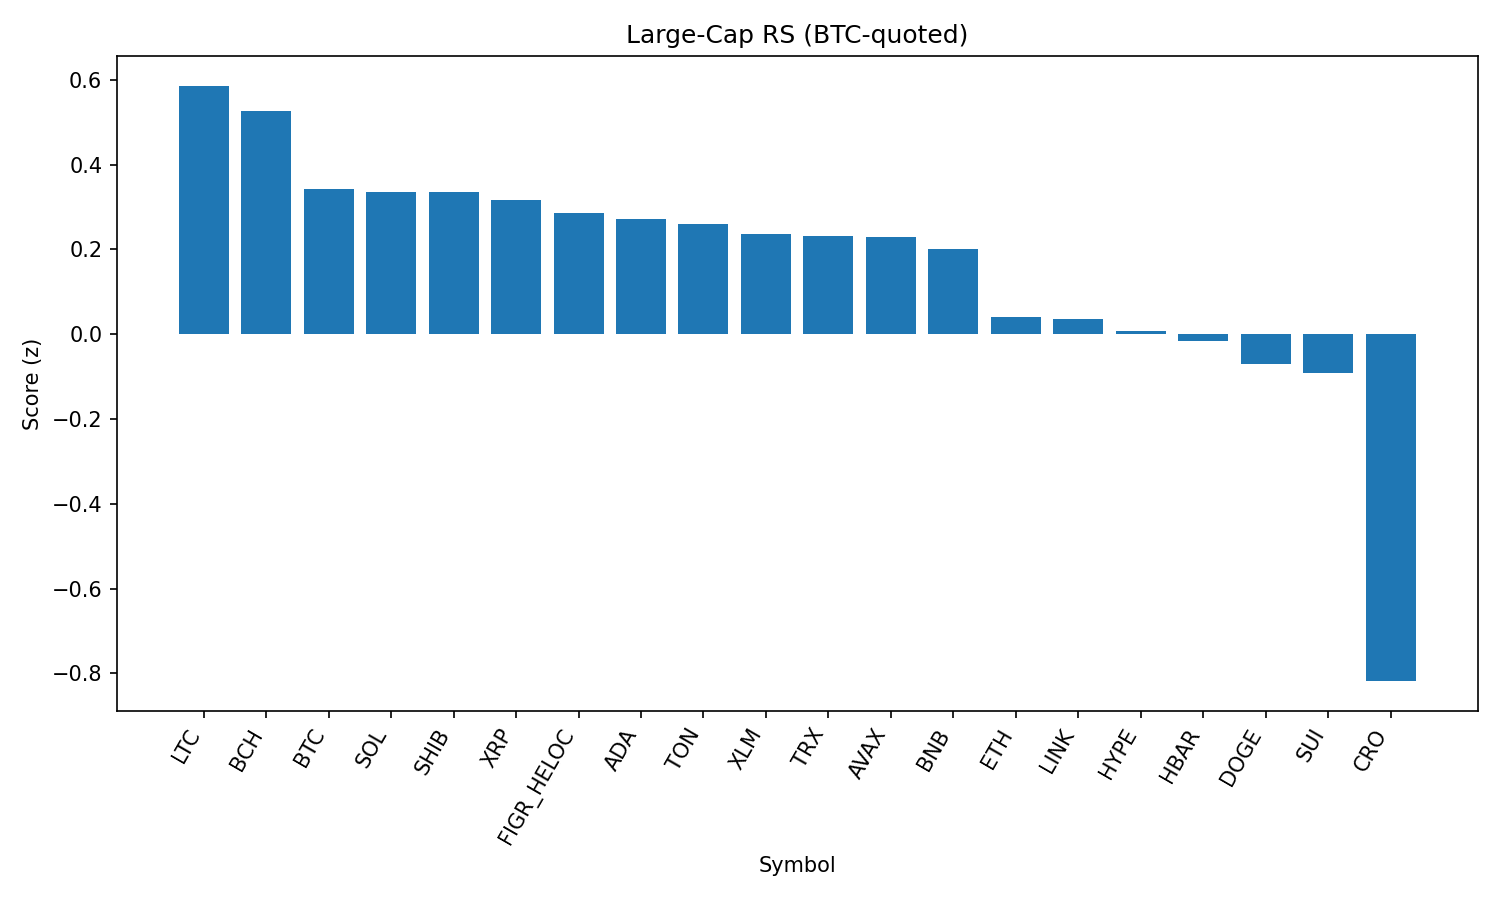 Large-Cap RS (BTC-quoted)
Score (z)
0.6
0.4
0.2
0.0
−0.2
−0.4
−0.6
−0.8
LTC
BCH
BTC
SOL
SHIB
XRP
FIGR_HELOC
ADA
TON
XLM
TRX
AVAX
BNB
ETH
LINK
HYPE
HBAR
DOGE
SUI
CRO
Symbol